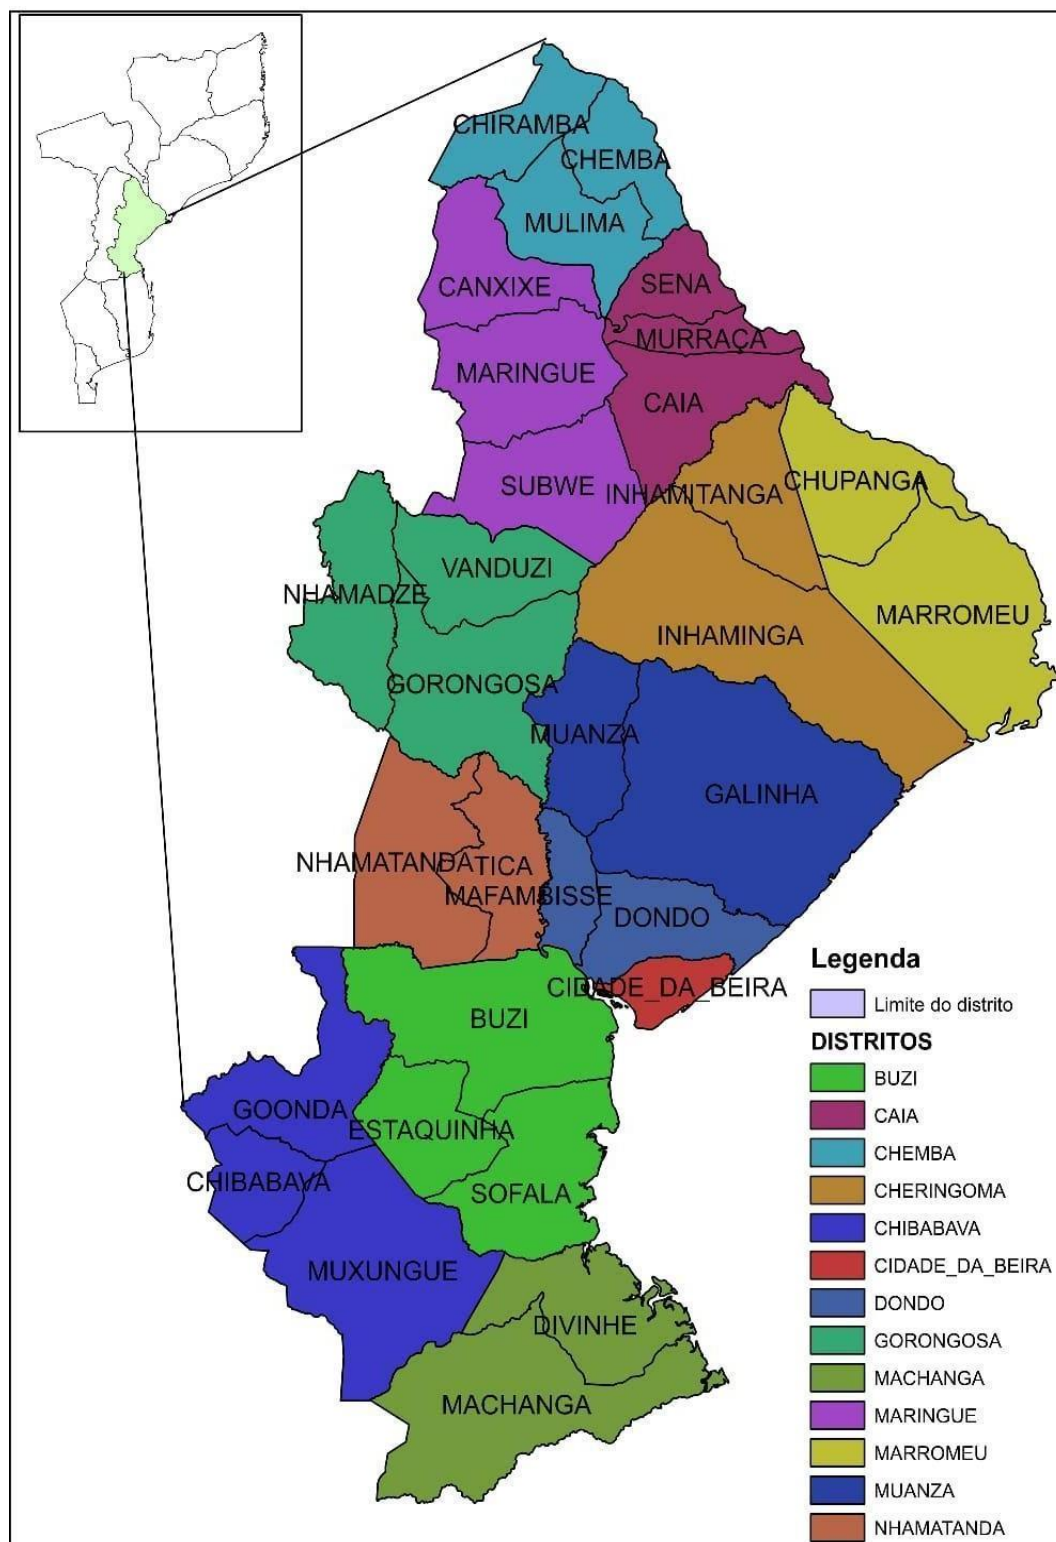 CHIRAMBA
CHEMBA
MULIMA
SENA
CANXIXE
MURRAÇA
MARINGUE
CAIA
SUBWE
INHAMITANGA
CHUPANGA
VANDUZI
NHAMADZE
MARROMEU
INHAMINGA
GORONGOSA
MUANZA
GALINHA
NHAMATANDA
TICA
MAFAMBISSE
DONDO
CIDADE_DA_BEIRA
BUZI
GOONDA
ESTAQUINHA
CHIBABAVA
SOFALA
MUXUNGUE
DIVINHE
MACHANGA
Legenda
Limite do distrito
DISTRITOS
BUZI
CAIA
CHEMBA
CHERINGOMA
CHIBABAVA
CIDADE_DA_BEIRA
DONDO
GORONGOSA
MACHANGA
MARINGUE
MARROMEU
MUANZA
NHAMATANDA